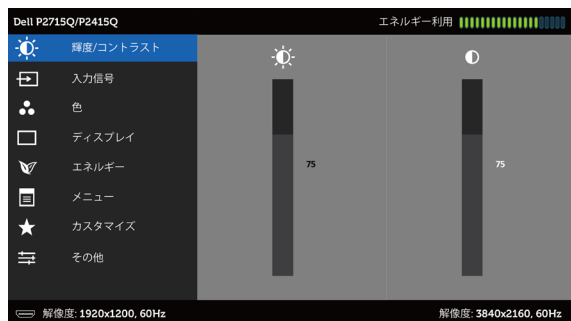 Dell P2715Q/P2415Q エネルギー利用
輝度/コントラスト
入力信号
色
ディスプレイ
エネルギー
75 75
メニュー
カスタマイズ
その他
解像度: 1920x1200, 60Hz 解像度: 3840x2160, 60Hz